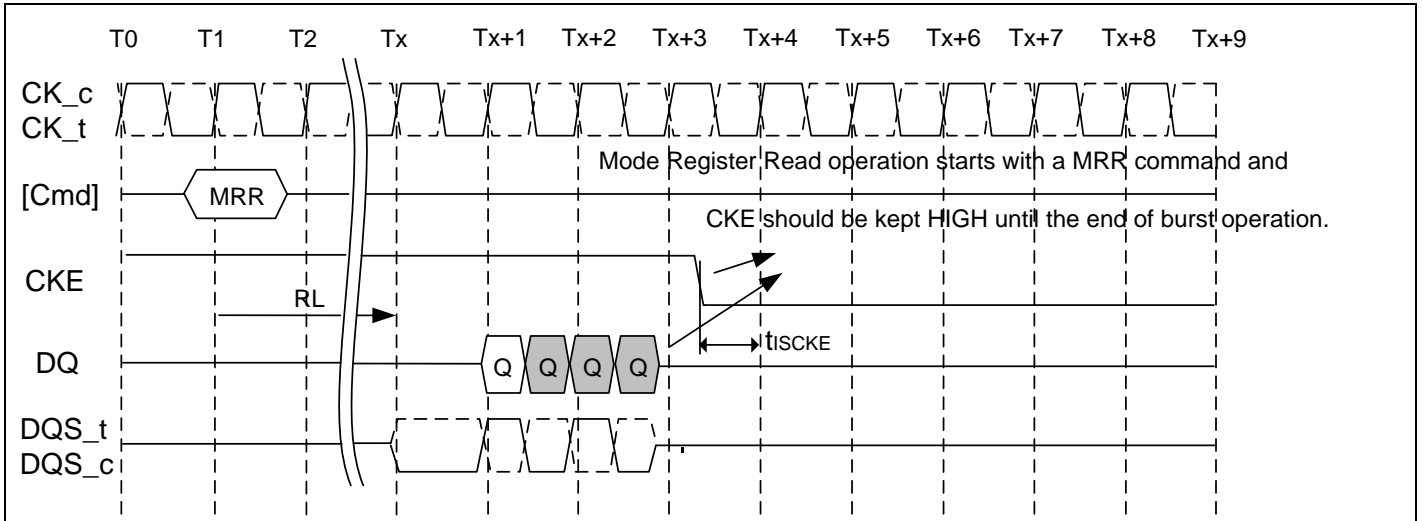 T0 T1 T2 Tx Tx+1 Tx+2 Tx+3 Tx+4 Tx+5 Tx+6 Tx+7 Tx+8 Tx+9
CK_c
CK_t
Mode Register Read operation starts with a MRR command and
[Cmd] MRR
CKE should be kept HIGH until the end of burst operation.
CKE
RL
tISCKE
DQ Q Q Q Q
DQS_t
DQS_c